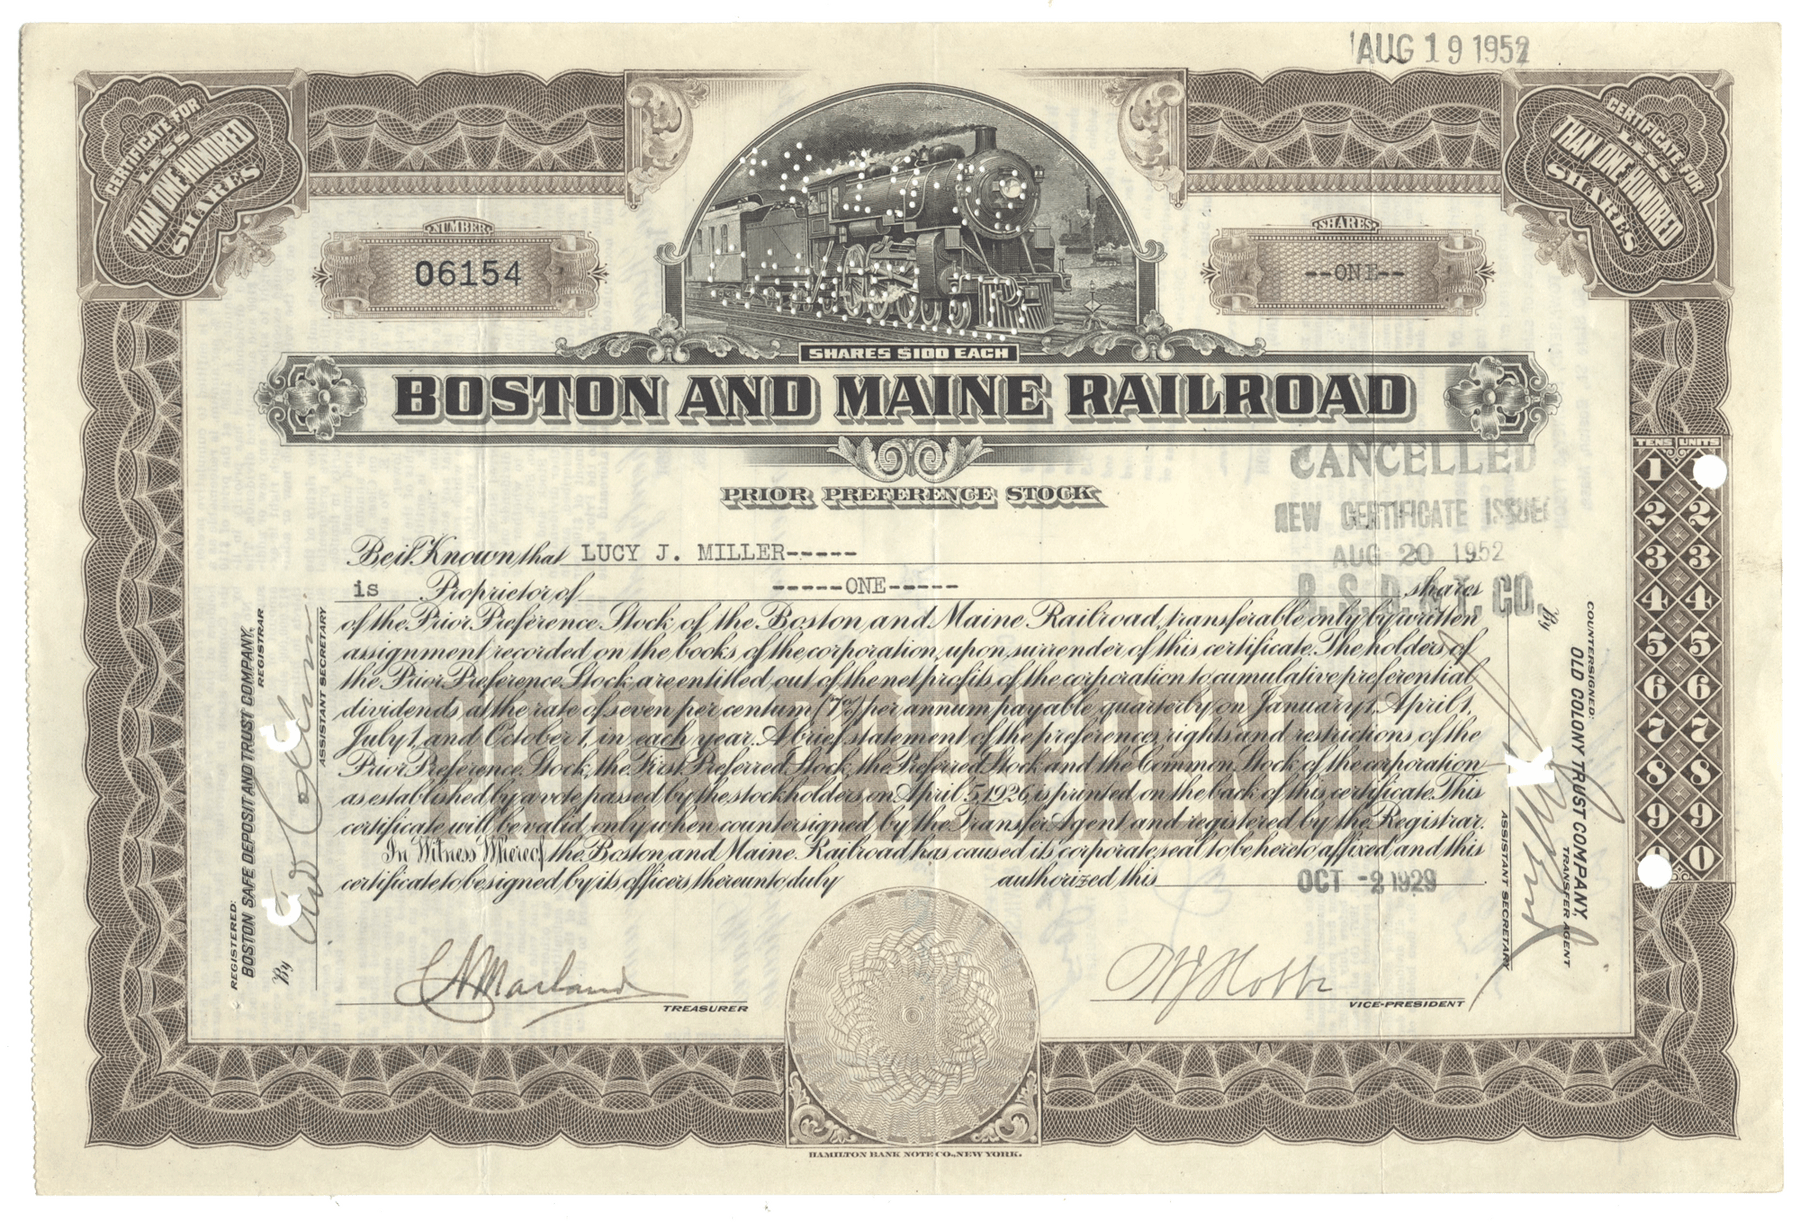 AUG 19 1952
CERTIFICATE FOR
LESS
THAN ONE HUNDRED
SHARES
CERTIFICATE FOR
LESS
THAN ONE HUNDRED
SHARES
NUMBER
06154
SHARES
--ONE--
SHARES $100 EACH
BOSTON AND MAINE RAILROAD
PRIOR PREFERENCE STOCK
CANCELLED
NEW CERTIFICATE ISSUED
AUG 20 1952
B. S. D. & T. CO.
By
TENS UNITS
1
2 2
3 3
4 4
5 5
6 6
7 7
8 8
9 9
0
Be it Known that LUCY J. MILLER-----
is Proprietor of -----ONE----- shares
of the Prior Preference Stock of the Boston and Maine Railroad, transferable only by written
assignment recorded on the books of the corporation, upon surrender of this certificate. The holders of
the Prior Preference Stock are entitled, out of the net profits of the corporation to cumulative preferential
dividends at the rate of seven per centum (7%) per annum payable quarterly on January 1, April 1,
July 1, and October 1, in each year. A brief statement of the preferences, rights and restrictions of the
Prior Preference Stock, the First Preferred Stock, the Preferred Stock and the Common Stock of the corporation
as established by a vote passed by the stockholders, on April 5, 1926, is printed on the back of this certificate. This
certificate will be valid only when countersigned by the Transfer Agent and registered by the Registrar.
In Witness Whereof, the Boston and Maine Railroad has caused its corporate seal to be hereto affixed and this
certificate to be signed by its officers thereunto duly authorized this OCT -2 1929
REGISTERED:
BOSTON SAFE DEPOSIT AND TRUST COMPANY,
REGISTRAR
By
ASSISTANT SECRETARY
COUNTERSIGNED:
OLD COLONY TRUST COMPANY,
TRANSFER AGENT
ASSISTANT SECRETARY
TREASURER
W J Hobbs
VICE-PRESIDENT
HAMILTON BANK NOTE CO., NEW YORK.